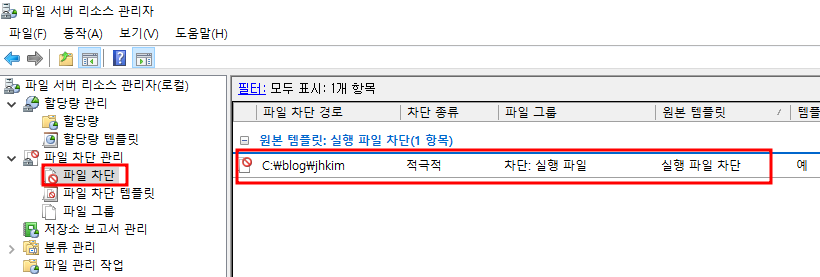 파일 서버 리소스 관리자
파일(F) 동작(A) 보기(V) 도움말(H)
파일 서버 리소스 관리자(로컬)
할당량 관리
할당량
할당량 템플릿
파일 차단 관리
파일 차단
파일 차단 템플릿
파일 그룹
저장소 보고서 관리
분류 관리
파일 관리 작업
필터: 모두 표시: 1개 항목
파일 차단 경로 차단 종류 파일 그룹 원본 템플릿 템플
원본 템플릿: 실행 파일 차단(1 항목)
C:₩blog₩jhkim 적극적 차단: 실행 파일 실행 파일 차단 예